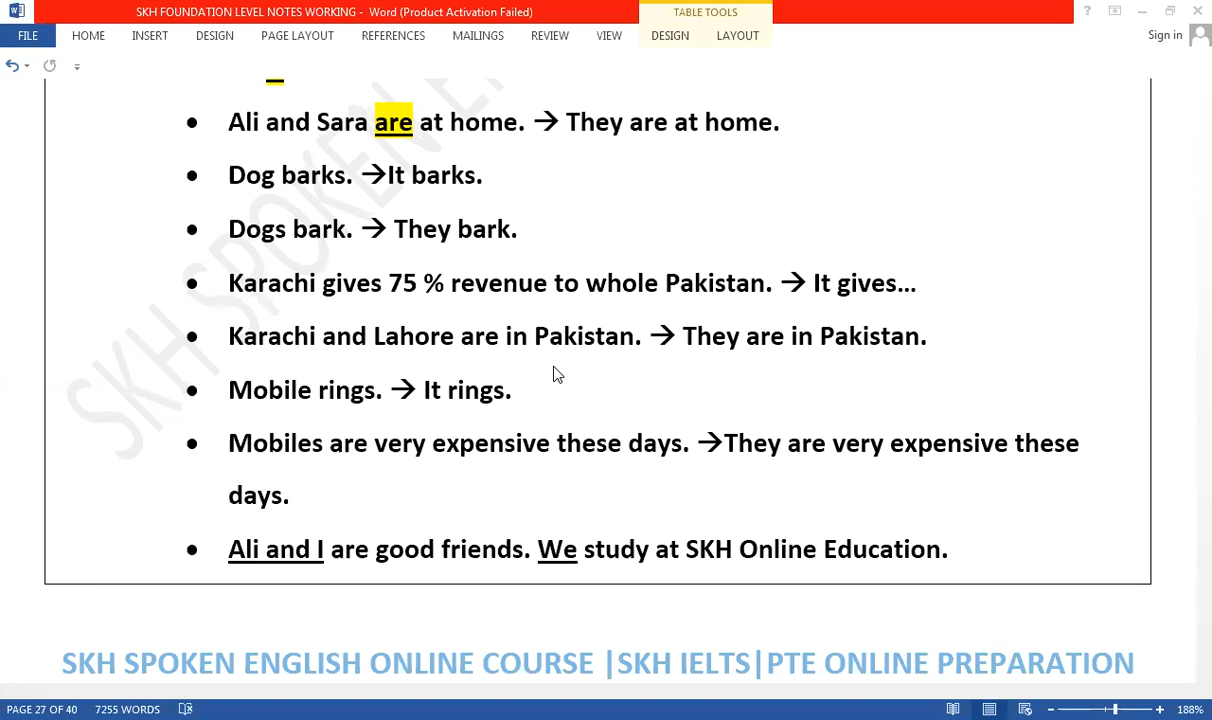 SKH FOUNDATION LEVEL NOTES WORKING - Word (Product Activation Failed)
TABLE TOOLS
FILE HOME INSERT DESIGN PAGE LAYOUT REFERENCES MAILINGS REVIEW VIEW DESIGN LAYOUT Sign in
• Ali and Sara are at home. → They are at home.
• Dog barks. →It barks.
• Dogs bark. → They bark.
• Karachi gives 75 % revenue to whole Pakistan. → It gives...
• Karachi and Lahore are in Pakistan. → They are in Pakistan.
• Mobile rings. → It rings.
• Mobiles are very expensive these days. →They are very expensive these
days.
• Ali and I are good friends. We study at SKH Online Education.
SKH SPOKEN ENGLISH ONLINE COURSE |SKH IELTS|PTE ONLINE PREPARATION
PAGE 27 OF 40 7255 WORDS 188%
SKH SPOKEN